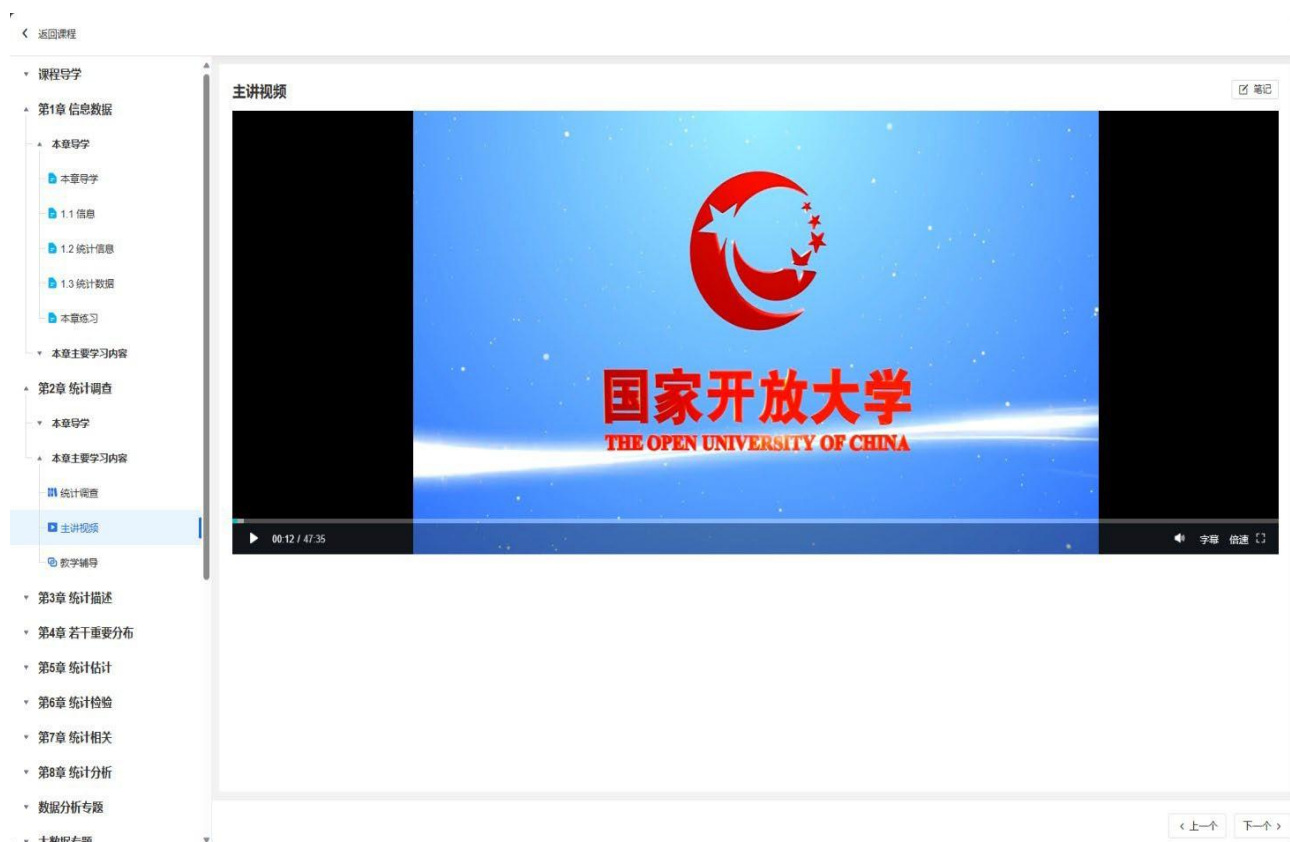 返回课程
课程导学
第1章 信息数据
本章导学
本章导学
1.1 信息
1.2 统计信息
1.3 统计数据
本章练习
本章主要学习内容
第2章 统计调查
本章导学
本章主要学习内容
统计调查
主讲视频
教学辅导
第3章 统计描述
第4章 若干重要分布
第5章 统计估计
第6章 统计检验
第7章 统计相关
第8章 统计分析
数据分析专题
大数据专题
主讲视频
笔记
国家开放大学
THE OPEN UNIVERSITY OF CHINA
00:12 / 47:35
字幕 倍速
上一个 下一个